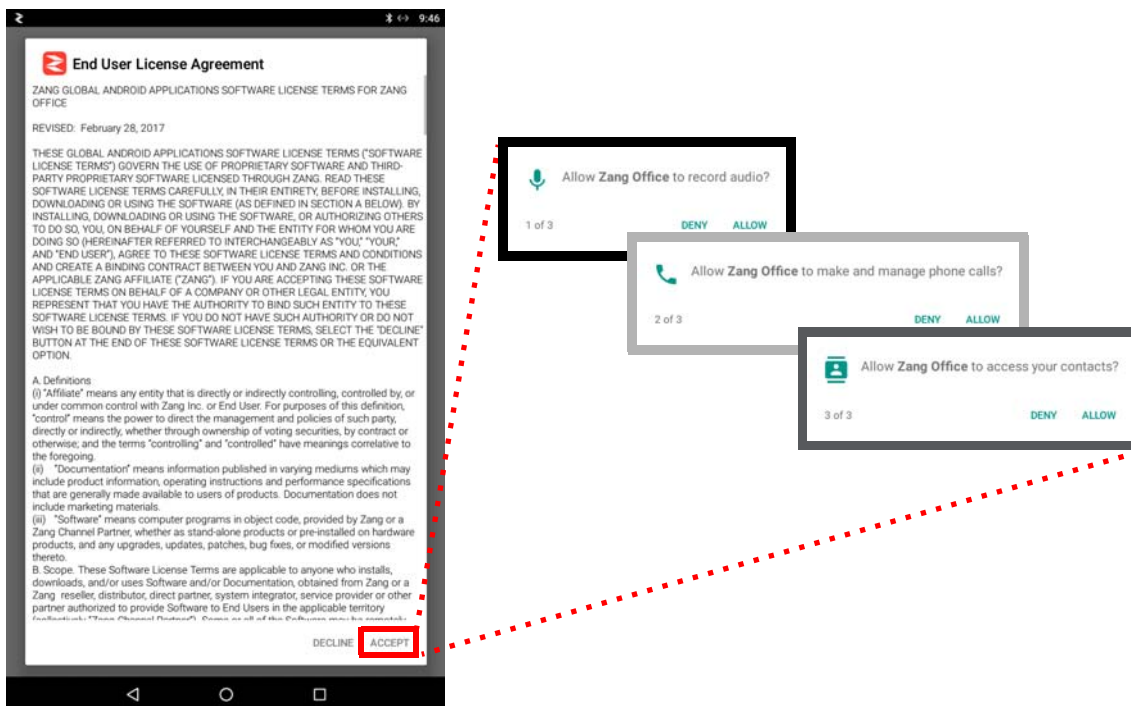 9:46
End User License Agreement
ZANG GLOBAL ANDROID APPLICATIONS SOFTWARE LICENSE TERMS FOR ZANG
OFFICE
REVISED: February 28, 2017
THESE GLOBAL ANDROID APPLICATIONS SOFTWARE LICENSE TERMS ("SOFTWARE
LICENSE TERMS") GOVERN THE USE OF PROPRIETARY SOFTWARE AND THIRD-
PARTY PROPRIETARY SOFTWARE LICENSED THROUGH ZANG. READ THESE
SOFTWARE LICENSE TERMS CAREFULLY, IN THEIR ENTIRETY, BEFORE INSTALLING,
DOWNLOADING OR USING THE SOFTWARE (AS DEFINED IN SECTION A BELOW). BY
INSTALLING, DOWNLOADING OR USING THE SOFTWARE, OR AUTHORIZING OTHERS
TO DO SO, YOU, ON BEHALF OF YOURSELF AND THE ENTITY FOR WHOM YOU ARE
DOING SO (HEREINAFTER REFERRED TO INTERCHANGEABLY AS "YOU," "YOUR,"
AND "END USER"), AGREE TO THESE SOFTWARE LICENSE TERMS AND CONDITIONS
AND CREATE A BINDING CONTRACT BETWEEN YOU AND ZANG INC. OR THE
APPLICABLE ZANG AFFILIATE ("ZANG"). IF YOU ARE ACCEPTING THESE SOFTWARE
LICENSE TERMS ON BEHALF OF A COMPANY OR OTHER LEGAL ENTITY, YOU
REPRESENT THAT YOU HAVE THE AUTHORITY TO BIND SUCH ENTITY TO THESE
SOFTWARE LICENSE TERMS. IF YOU DO NOT HAVE SUCH AUTHORITY OR DO NOT
WISH TO BE BOUND BY THESE SOFTWARE LICENSE TERMS, SELECT THE "DECLINE"
BUTTON AT THE END OF THESE SOFTWARE LICENSE TERMS OR THE EQUIVALENT
OPTION.
A. Definitions
(i) "Affiliate" means any entity that is directly or indirectly controlling, controlled by, or
under common control with Zang Inc. or End User. For purposes of this definition,
"control" means the power to direct the management and policies of such party,
directly or indirectly, whether through ownership of voting securities, by contract or
otherwise; and the terms "controlling" and "controlled" have meanings correlative to
the foregoing.
(ii) "Documentation" means information published in varying mediums which may
include product information, operating instructions and performance specifications
that are generally made available to users of products. Documentation does not
include marketing materials.
(iii) "Software" means computer programs in object code, provided by Zang or a
Zang Channel Partner, whether as stand-alone products or pre-installed on hardware
products, and any upgrades, updates, patches, bug fixes, or modified versions
thereto.
B. Scope. These Software License Terms are applicable to anyone who installs,
downloads, and/or uses Software and/or Documentation, obtained from Zang or a
Zang reseller, distributor, direct partner, system integrator, service provider or other
partner authorized to provide Software to End Users in the applicable territory
(collectively "Zang Channel Partner"). Some or all of the Software may be remotely
DECLINE ACCEPT
Allow Zang Office to record audio?
1 of 3 DENY ALLOW
Allow Zang Office to make and manage phone calls?
2 of 3 DENY ALLOW
Allow Zang Office to access your contacts?
3 of 3 DENY ALLOW